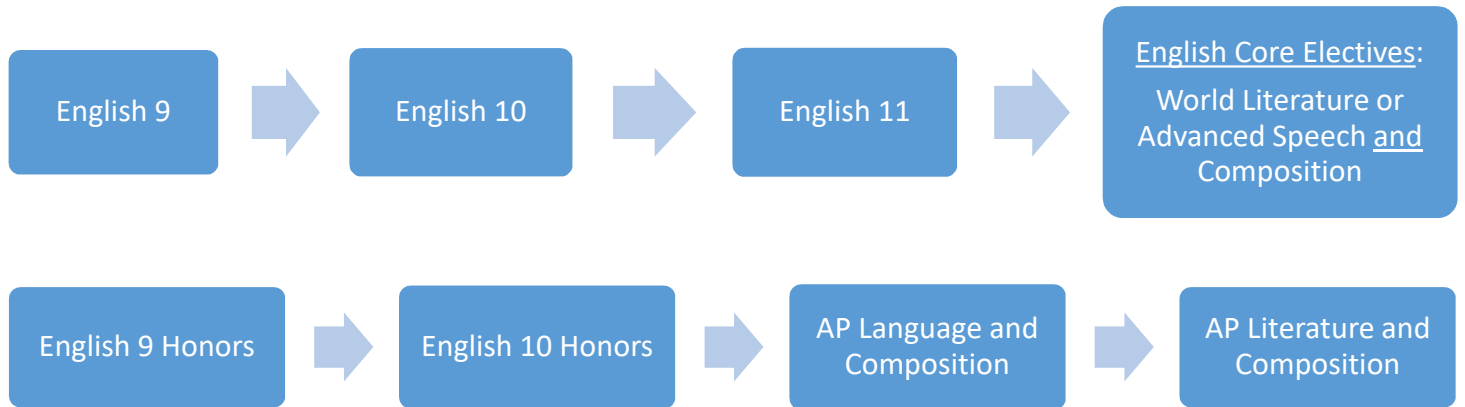 English 9
English 10
English 11
English Core Electives:
World Literature or
Advanced Speech and
Composition
English 9 Honors
English 10 Honors
AP Language and
Composition
AP Literature and
Composition